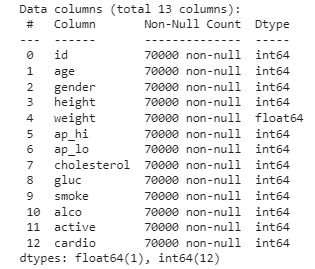 Data columns (total 13 columns):
 #   Column       Non-Null Count  Dtype
---  ------       --------------  -----
 0   id           70000 non-null  int64
 1   age          70000 non-null  int64
 2   gender       70000 non-null  int64
 3   height       70000 non-null  int64
 4   weight       70000 non-null  float64
 5   ap_hi        70000 non-null  int64
 6   ap_lo        70000 non-null  int64
 7   cholesterol  70000 non-null  int64
 8   gluc         70000 non-null  int64
 9   smoke        70000 non-null  int64
 10  alco         70000 non-null  int64
 11  active       70000 non-null  int64
 12  cardio       70000 non-null  int64
dtypes: float64(1), int64(12)